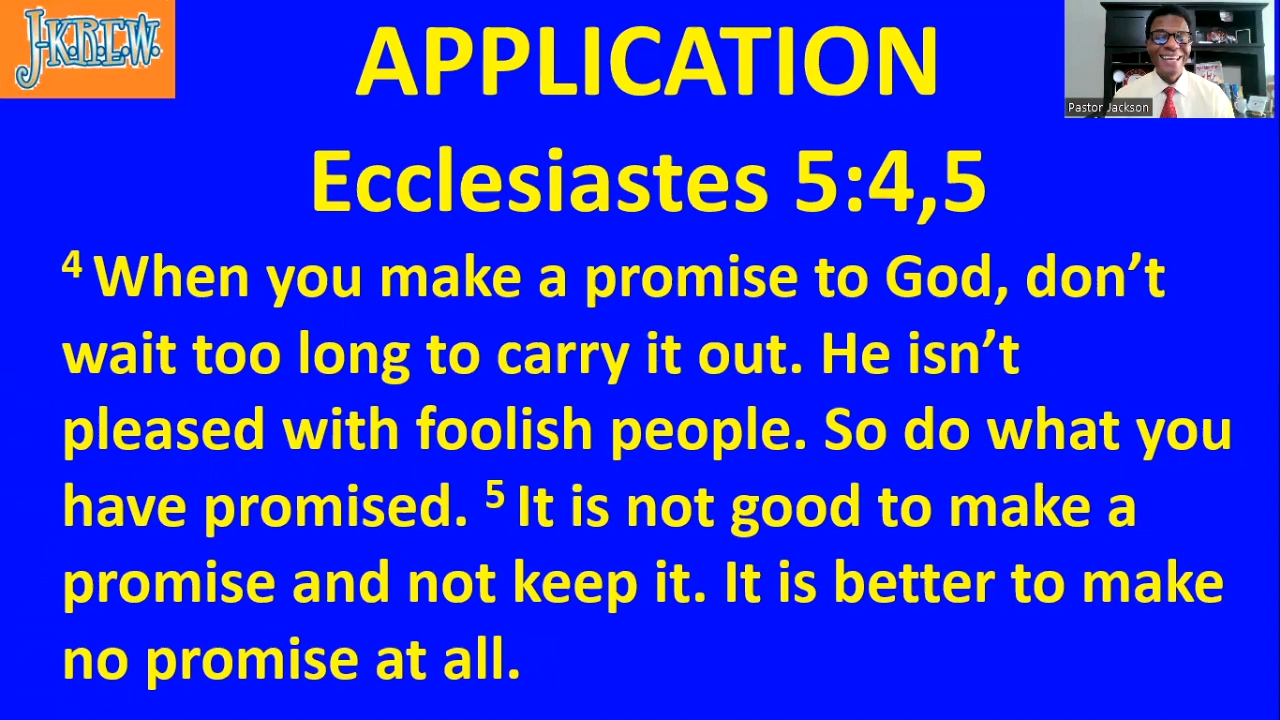 J-K.R.E.W.
APPLICATION
Pastor Jackson
Ecclesiastes 5:4,5
4 When you make a promise to God, don’t
wait too long to carry it out. He isn’t
pleased with foolish people. So do what you
have promised. 5 It is not good to make a
promise and not keep it. It is better to make
no promise at all.